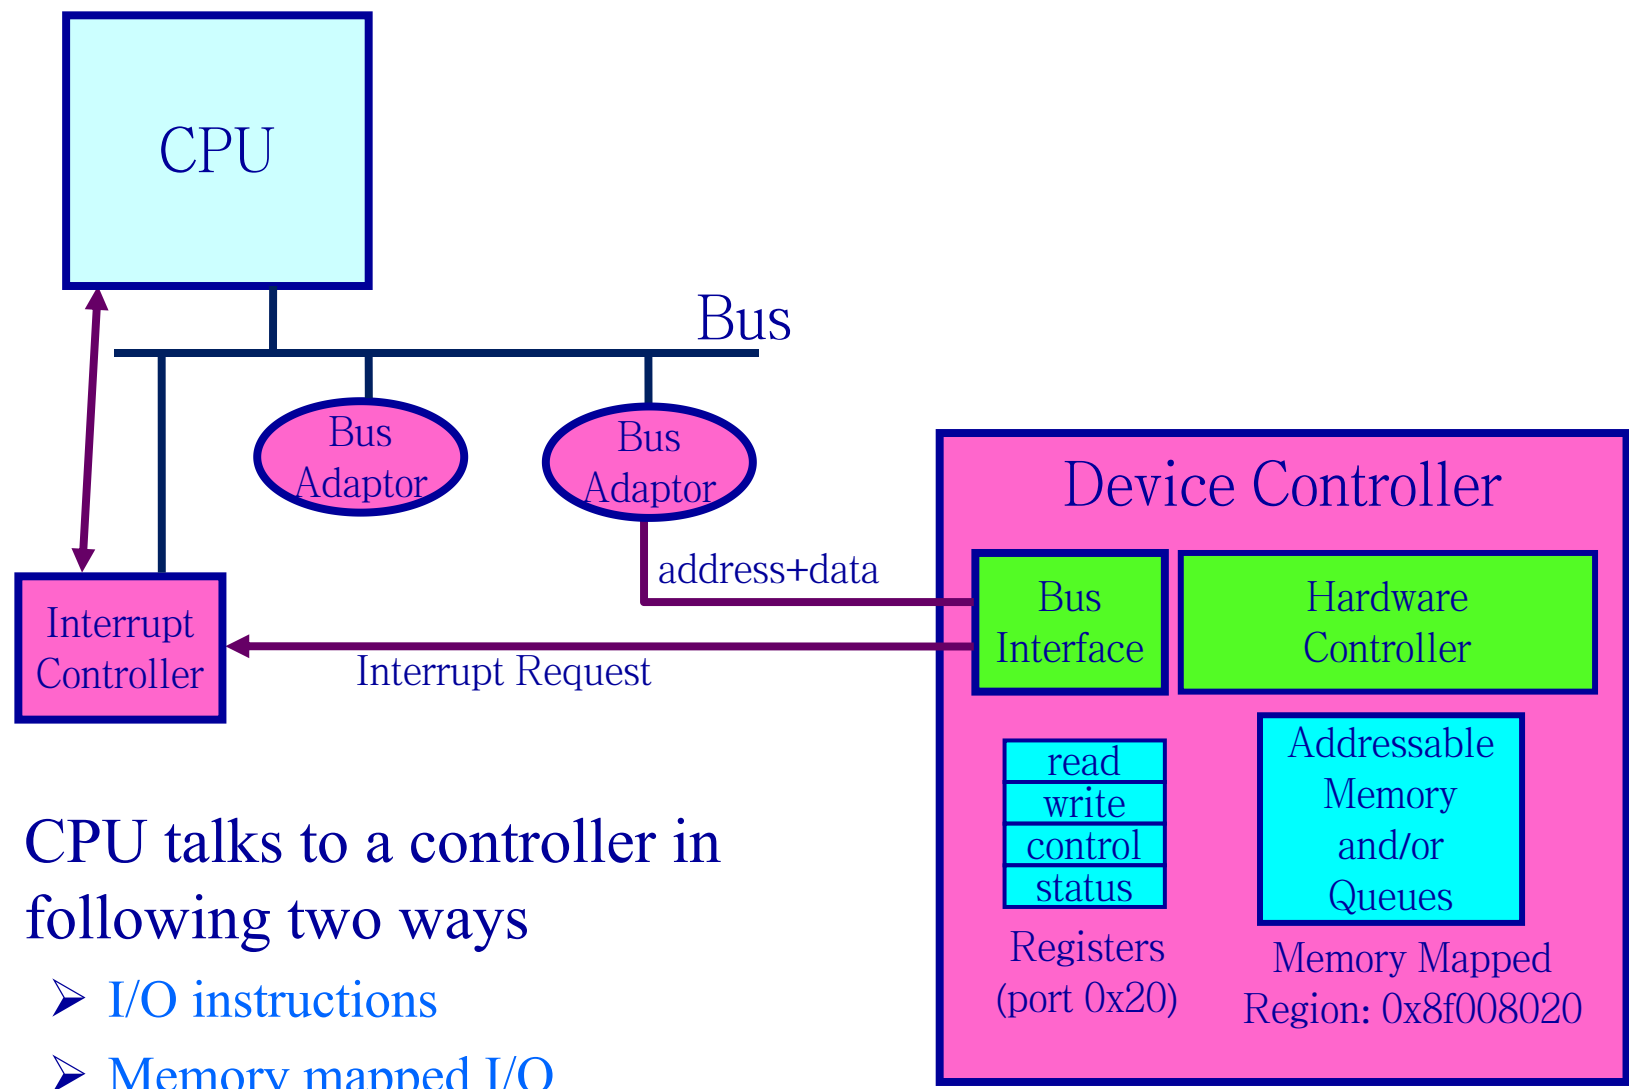 CPU
Bus
Bus
Adaptor
Bus
Adaptor
Device Controller
address+data
Bus
Interface
Hardware
Controller
Interrupt
Controller
Interrupt Request
read
write
control
status
Registers
(port 0x20)
Addressable
Memory
and/or
Queues
Memory Mapped
Region: 0x8f008020
CPU talks to a controller in
following two ways
➢ I/O instructions
➢ Memory mapped I/O